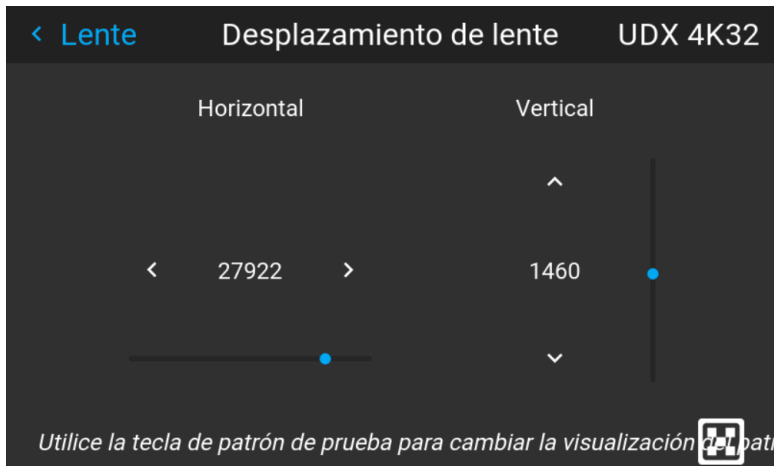 Lente
Desplazamiento de lente
UDX 4K32
Horizontal
Vertical
27922
1460
Utilice la tecla de patrón de prueba para cambiar la visualización